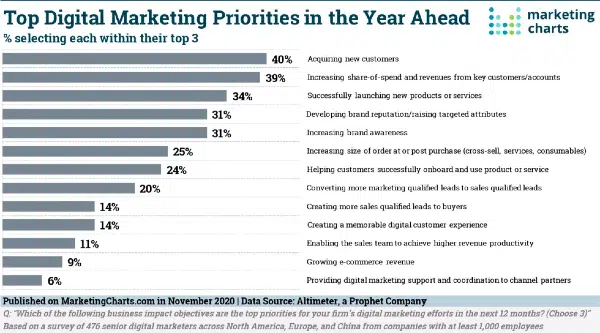 Top Digital Marketing Priorities in the Year Ahead
% selecting each within their top 3
marketing
charts
40% Acquiring new customers
39% Increasing share-of-spend and revenues from key customers/accounts
34% Successfully launching new products or services
31% Developing brand reputation/raising targeted attributes
31% Increasing brand awareness
25% Increasing size of order at or post purchase (cross-sell, services, consumables)
24% Helping customers successfully onboard and use product or service
20% Converting more marketing qualified leads to sales qualified leads
14% Creating more sales qualified leads to buyers
14% Creating a memorable digital customer experience
11% Enabling the sales team to achieve higher revenue productivity
9% Growing e-commerce revenue
6% Providing digital marketing support and coordination to channel partners
Published on MarketingCharts.com in November 2020 | Data Source: Altimeter, a Prophet Company
Q: "Which of the following business impact objectives are the top priorities for your firm's digital marketing efforts in the next 12 months? (Choose 3)"
Based on a survey of 476 senior digital marketers across North America, Europe, and China from companies with at least 1,000 employees